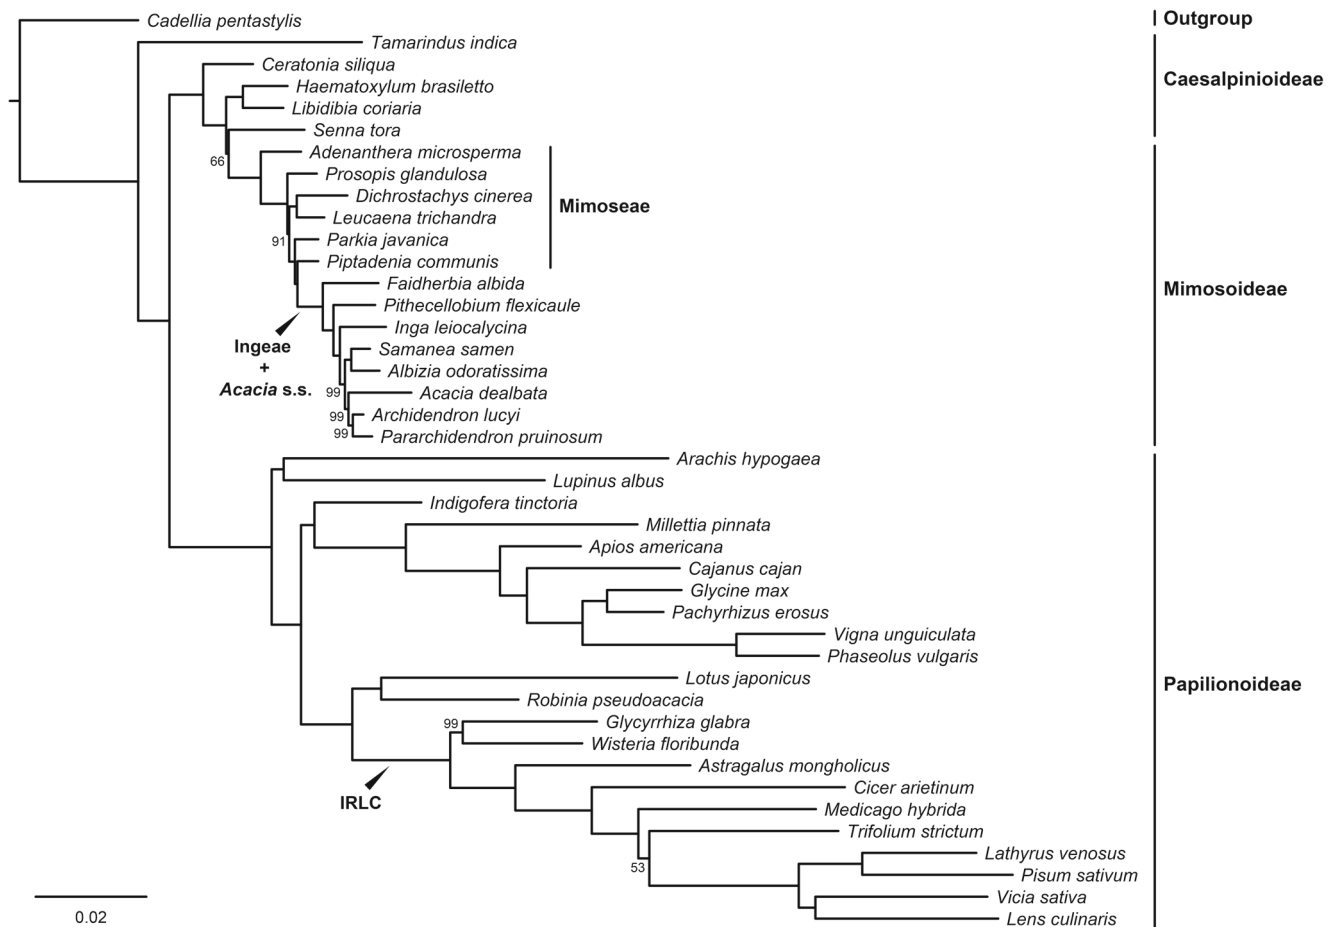 Cadellia pentastylis
Outgroup
Tamarindus indica
Ceratonia siliqua
Caesalpinioideae
Haematoxylum brasiletto
Libidibia coriaria
Senna tora
66
Adenanthera microsperma
Prosopis glandulosa
Dichrostachys cinerea
Mimoseae
Leucaena trichandra
91
Parkia javanica
Piptadenia communis
Faidherbia albida
Mimosoideae
Pithecellobium flexicaule
Inga leiocalycina
Ingeae
+
Acacia s.s.
Samanea samen
Albizia odoratissima
99
Acacia dealbata
99
Archidendron lucyi
99
Pararchidendron pruinosum
Arachis hypogaea
Lupinus albus
Indigofera tinctoria
Millettia pinnata
Apios americana
Cajanus cajan
Glycine max
Pachyrhizus erosus
Vigna unguiculata
Phaseolus vulgaris
Lotus japonicus
Papilionoideae
Robinia pseudoacacia
99
Glycyrrhiza glabra
Wisteria floribunda
Astragalus mongholicus
IRLC
Cicer arietinum
Medicago hybrida
Trifolium strictum
53
Lathyrus venosus
Pisum sativum
Vicia sativa
Lens culinaris
0.02